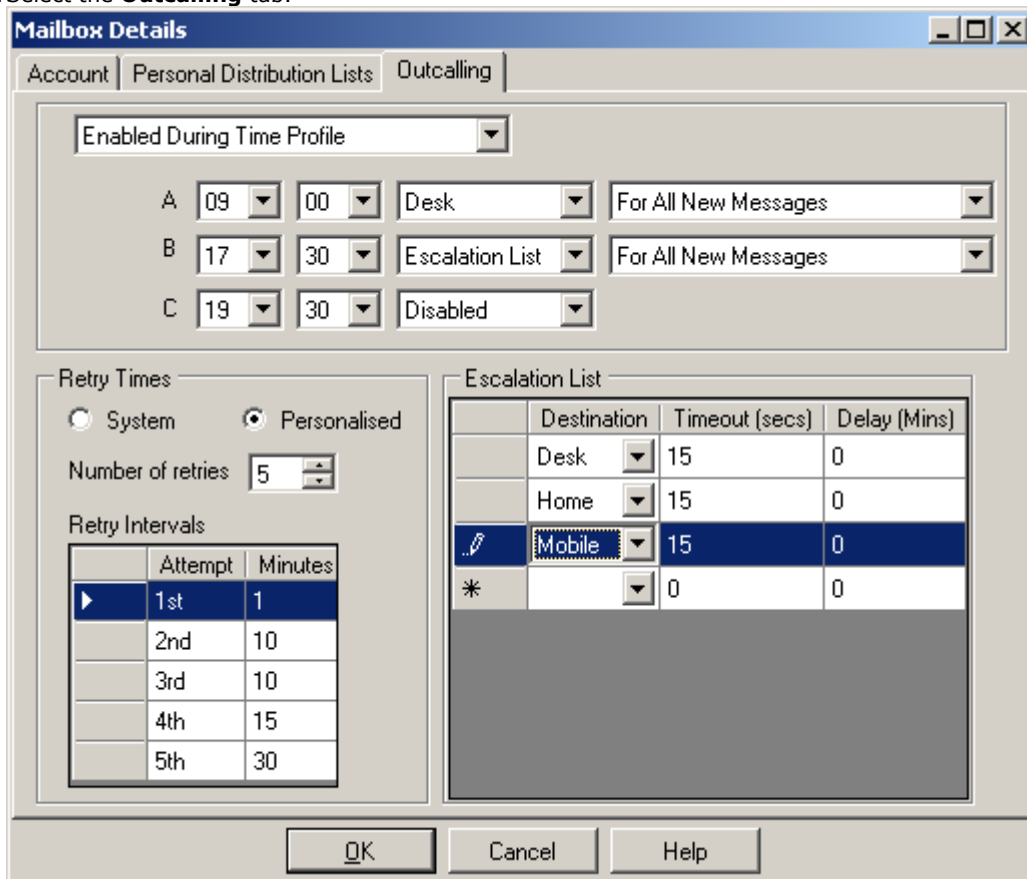 Select the Outcalling tab.
Mailbox Details
Account Personal Distribution Lists Outcalling
Enabled During Time Profile
A 09 00 Desk For All New Messages
B 17 30 Escalation List For All New Messages
C 19 30 Disabled
Retry Times
System Personalised
Number of retries 5
Retry Intervals
Attempt Minutes
1st 1
2nd 10
3rd 10
4th 15
5th 30
Escalation List
Destination Timeout (secs) Delay (Mins)
Desk 15 0
Home 15 0
Mobile 15 0
* 0 0
OK Cancel Help